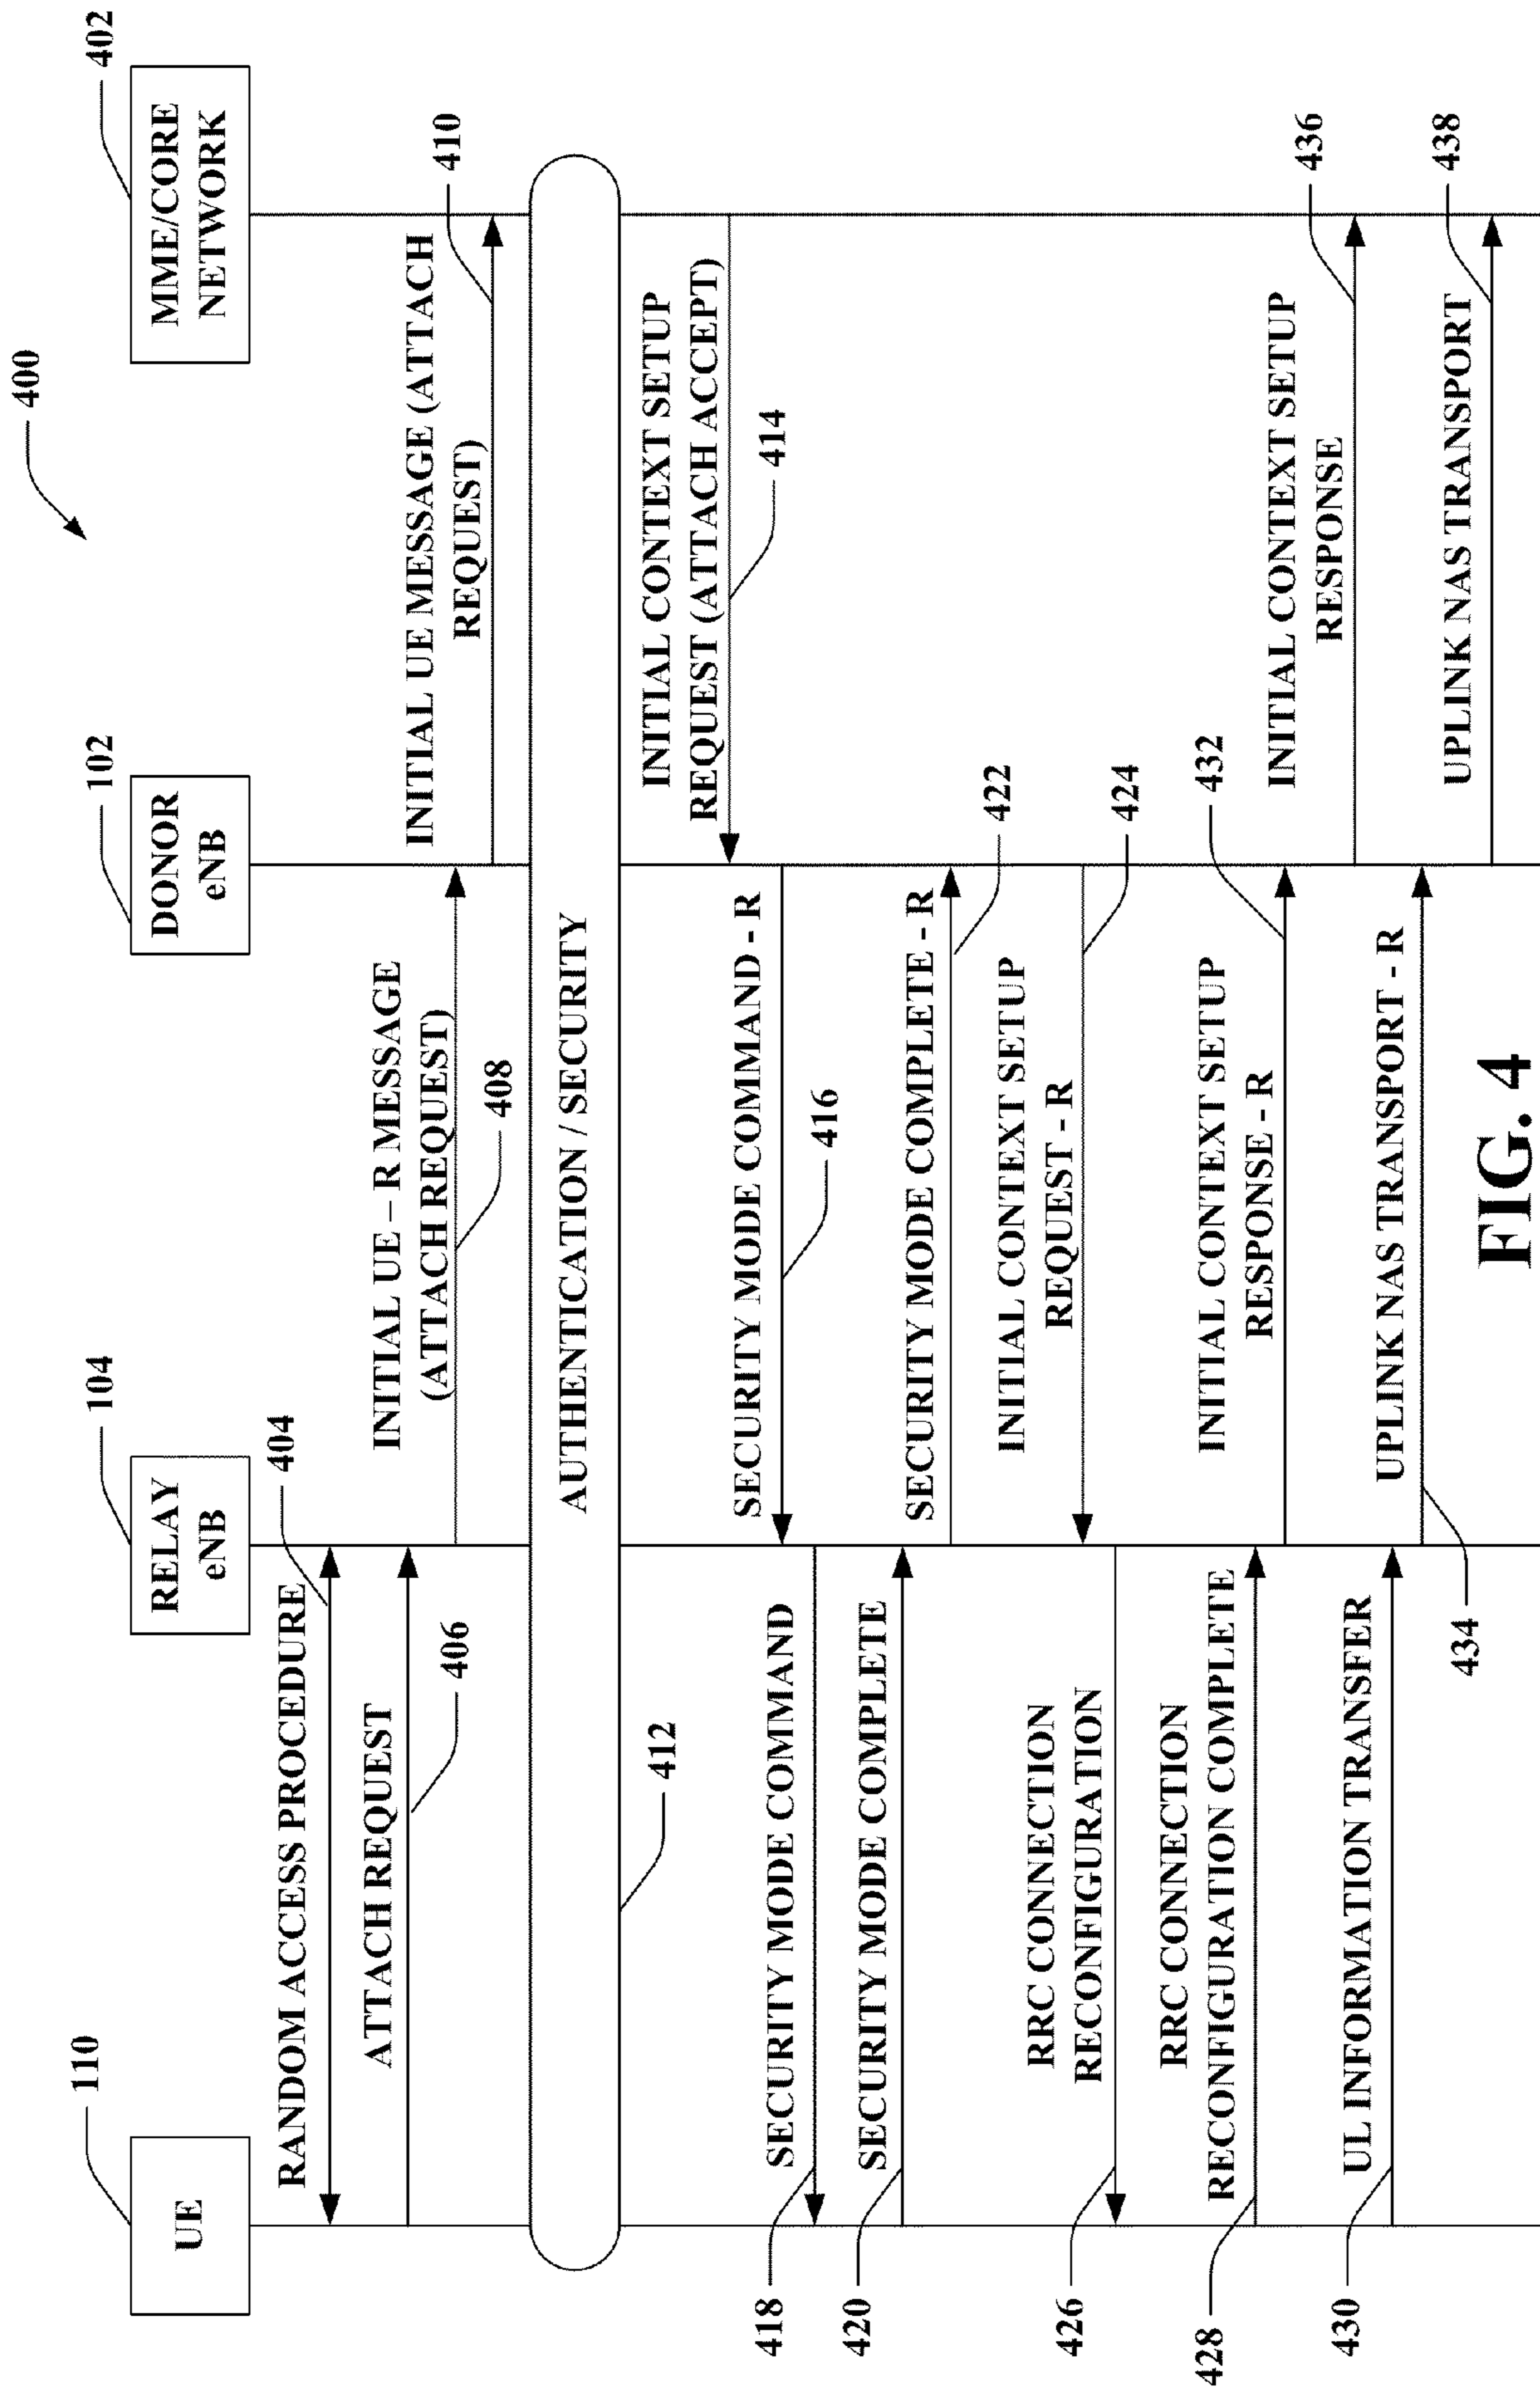 400
110
104
102
402
UE
RELAY
eNB
DONOR
eNB
MME/CORE
NETWORK
RANDOM ACCESS PROCEDURE
404
ATTACH REQUEST
406
INITIAL UE – R MESSAGE
(ATTACH REQUEST)
408
INITIAL UE MESSAGE (ATTACH
REQUEST)
410
AUTHENTICATION / SECURITY
412
INITIAL CONTEXT SETUP
REQUEST (ATTACH ACCEPT)
414
SECURITY MODE COMMAND - R
416
SECURITY MODE COMMAND
418
SECURITY MODE COMPLETE
420
SECURITY MODE COMPLETE - R
422
INITIAL CONTEXT SETUP
REQUEST - R
424
RRC CONNECTION
RECONFIGURATION
426
RRC CONNECTION
RECONFIGURATION COMPLETE
428
INITIAL CONTEXT SETUP
RESPONSE - R
432
INITIAL CONTEXT SETUP
RESPONSE
436
UL INFORMATION TRANSFER
430
UPLINK NAS TRANSPORT - R
434
UPLINK NAS TRANSPORT
438
FIG. 4